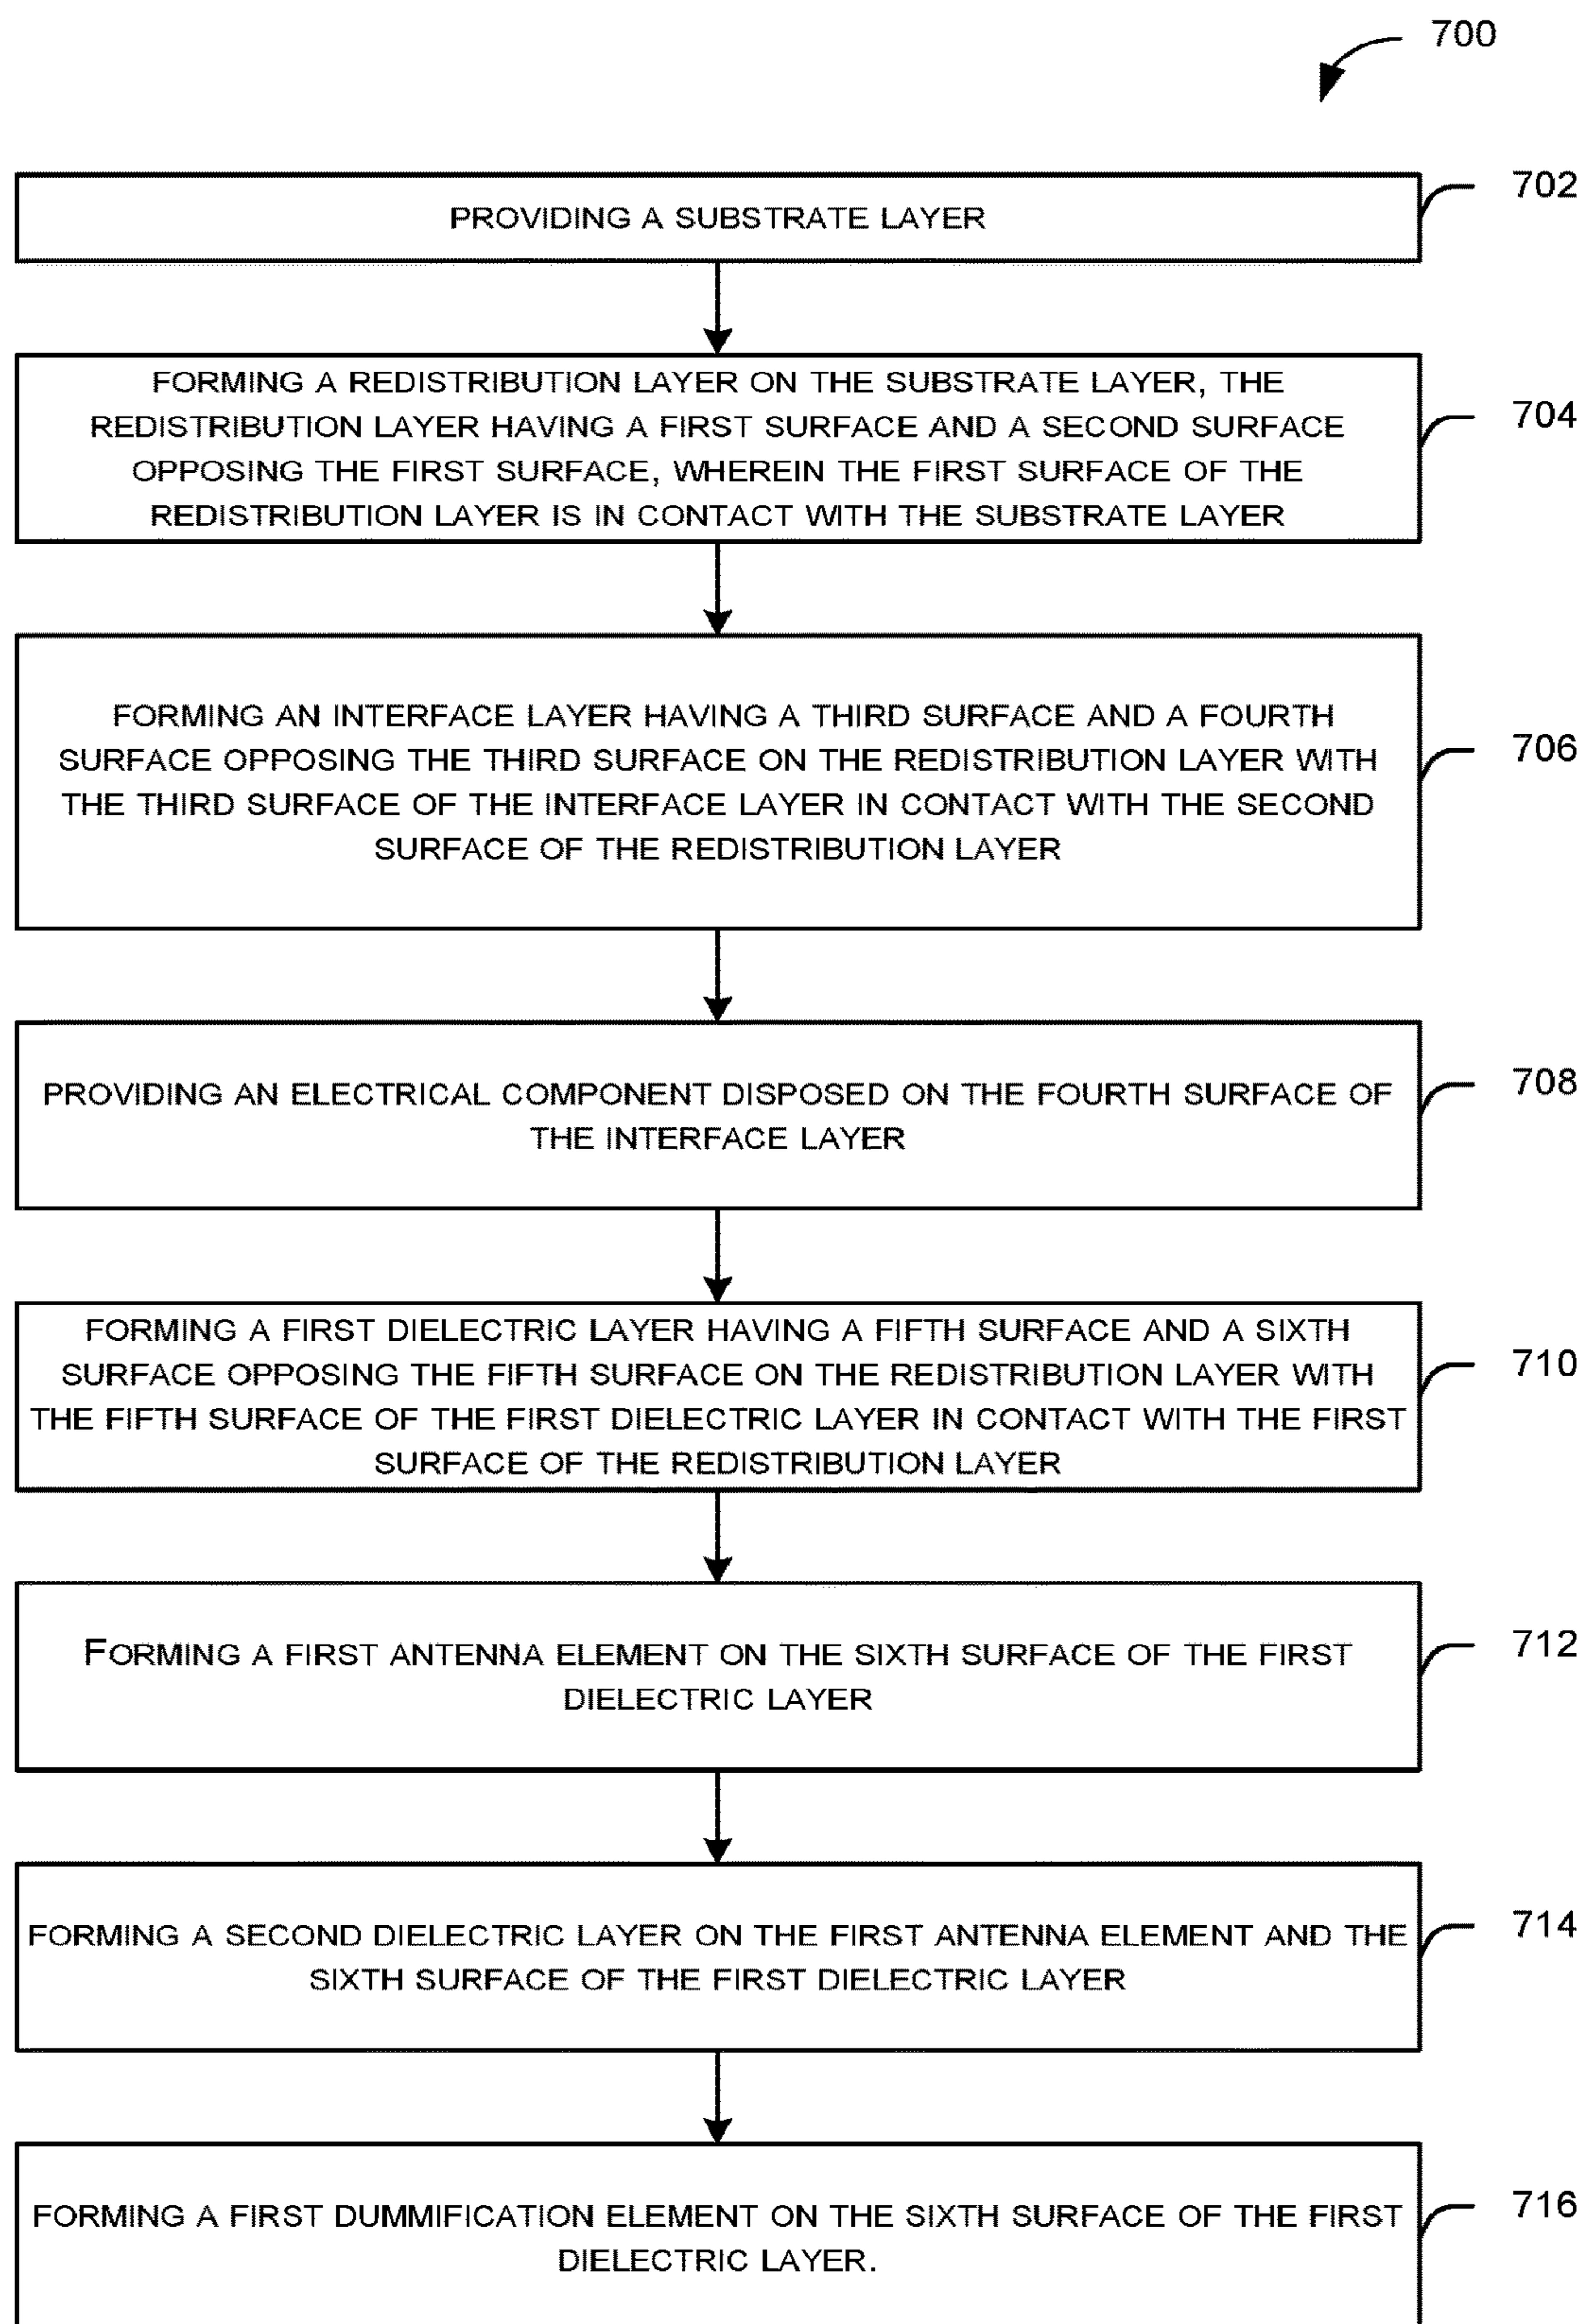 700
702
PROVIDING A SUBSTRATE LAYER
704
FORMING A REDISTRIBUTION LAYER ON THE SUBSTRATE LAYER, THE
REDISTRIBUTION LAYER HAVING A FIRST SURFACE AND A SECOND SURFACE
OPPOSING THE FIRST SURFACE, WHEREIN THE FIRST SURFACE OF THE
REDISTRIBUTION LAYER IS IN CONTACT WITH THE SUBSTRATE LAYER
706
FORMING AN INTERFACE LAYER HAVING A THIRD SURFACE AND A FOURTH
SURFACE OPPOSING THE THIRD SURFACE ON THE REDISTRIBUTION LAYER WITH
THE THIRD SURFACE OF THE INTERFACE LAYER IN CONTACT WITH THE SECOND
SURFACE OF THE REDISTRIBUTION LAYER
708
PROVIDING AN ELECTRICAL COMPONENT DISPOSED ON THE FOURTH SURFACE OF
THE INTERFACE LAYER
710
FORMING A FIRST DIELECTRIC LAYER HAVING A FIFTH SURFACE AND A SIXTH
SURFACE OPPOSING THE FIFTH SURFACE ON THE REDISTRIBUTION LAYER WITH
THE FIFTH SURFACE OF THE FIRST DIELECTRIC LAYER IN CONTACT WITH THE FIRST
SURFACE OF THE REDISTRIBUTION LAYER
712
FORMING A FIRST ANTENNA ELEMENT ON THE SIXTH SURFACE OF THE FIRST
DIELECTRIC LAYER
714
FORMING A SECOND DIELECTRIC LAYER ON THE FIRST ANTENNA ELEMENT AND THE
SIXTH SURFACE OF THE FIRST DIELECTRIC LAYER
716
FORMING A FIRST DUMMIFICATION ELEMENT ON THE SIXTH SURFACE OF THE FIRST
DIELECTRIC LAYER.